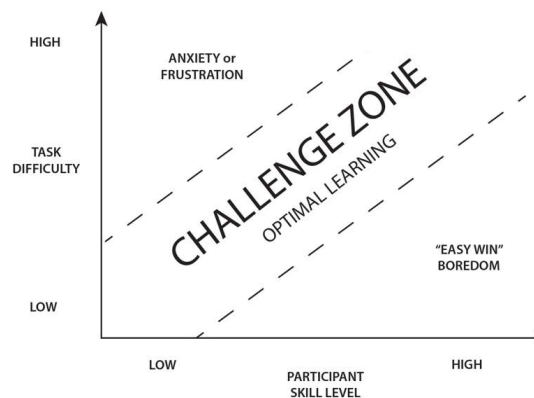 HIGH
ANXIETY or
FRUSTRATION
CHALLENGE ZONE
OPTIMAL LEARNING
TASK
DIFFICULTY
"EASY WIN"
BOREDOM
LOW
LOW
HIGH
PARTICIPANT
SKILL LEVEL